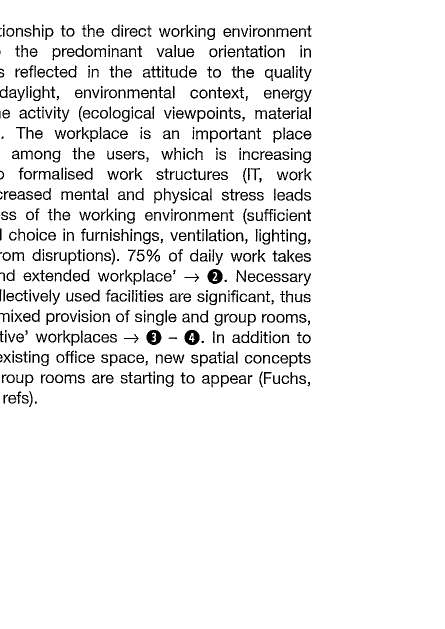 tionship to the direct working environment
the predominant value orientation in
s reflected in the attitude to the quality
daylight, environmental context, energy
e activity (ecological viewpoints, material
. The workplace is an important place
among the users, which is increasing
o formalised work structures (IT, work
creased mental and physical stress leads
ss of the working environment (sufficient
l choice in furnishings, ventilation, lighting,
rom disruptions). 75% of daily work takes
nd extended workplace' → ❷. Necessary
llectively used facilities are significant, thus
mixed provision of single and group rooms,
tive' workplaces → ❸ – ❹. In addition to
existing office space, new spatial concepts
roup rooms are starting to appear (Fuchs,
refs).